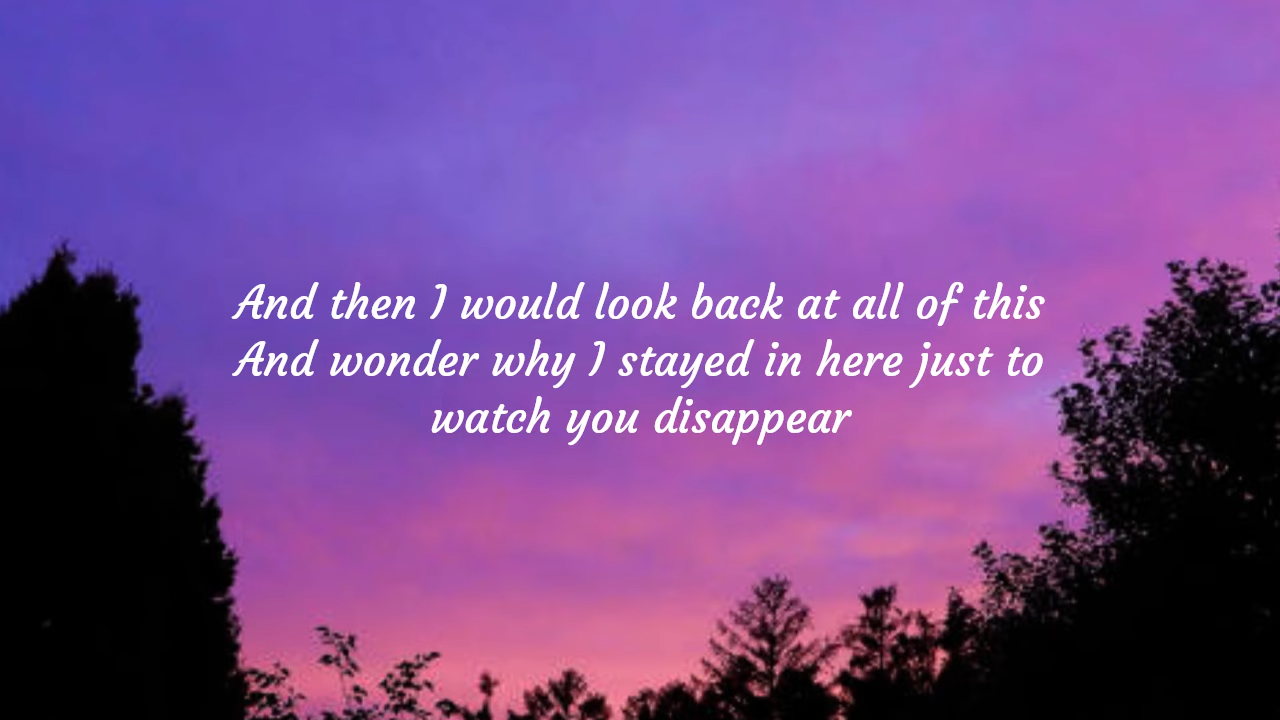 And then I would look back at all of this
And wonder why I stayed in here just to
watch you disappear